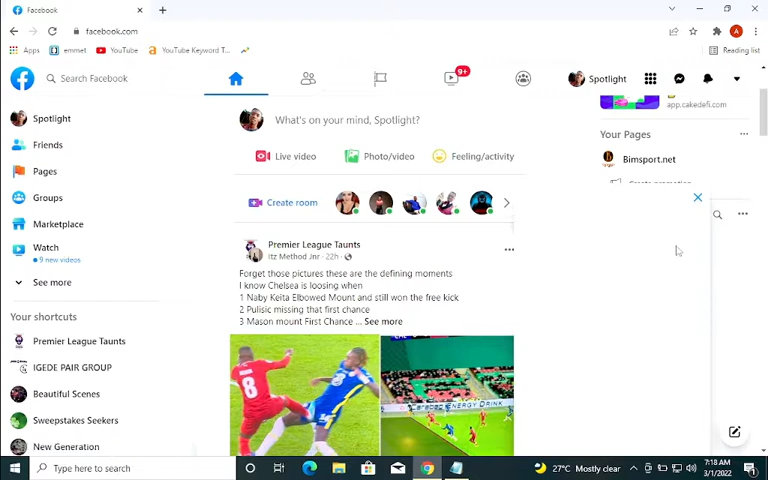 Facebook
facebook.com
Apps
emmet
YouTube
YouTube Keyword T...
Reading list
Search Facebook
9+
Spotlight
app.cakedefi.com
Spotlight
Friends
Pages
Groups
Marketplace
Watch
9 new videos
See more
Your shortcuts
Premier League Taunts
IGEDE PAIR GROUP
Beautiful Scenes
Sweepstakes Seekers
New Generation
What's on your mind, Spotlight?
Live video
Photo/video
Feeling/activity
Create room
Premier League Taunts
Itz Method Jnr · 22h ·
Forget those pictures these are the defining moments
I know Chelsea is loosing when
1 Naby Keita Elbowed Mount and still won the free kick
2 Pulisic missing that first chance
3 Mason mount First Chance ... See more
8
ENERGY DRINK
Your Pages
Bimsport.net
Create promotion
Type here to search
27°C Mostly clear
7:18 AM
3/1/2022